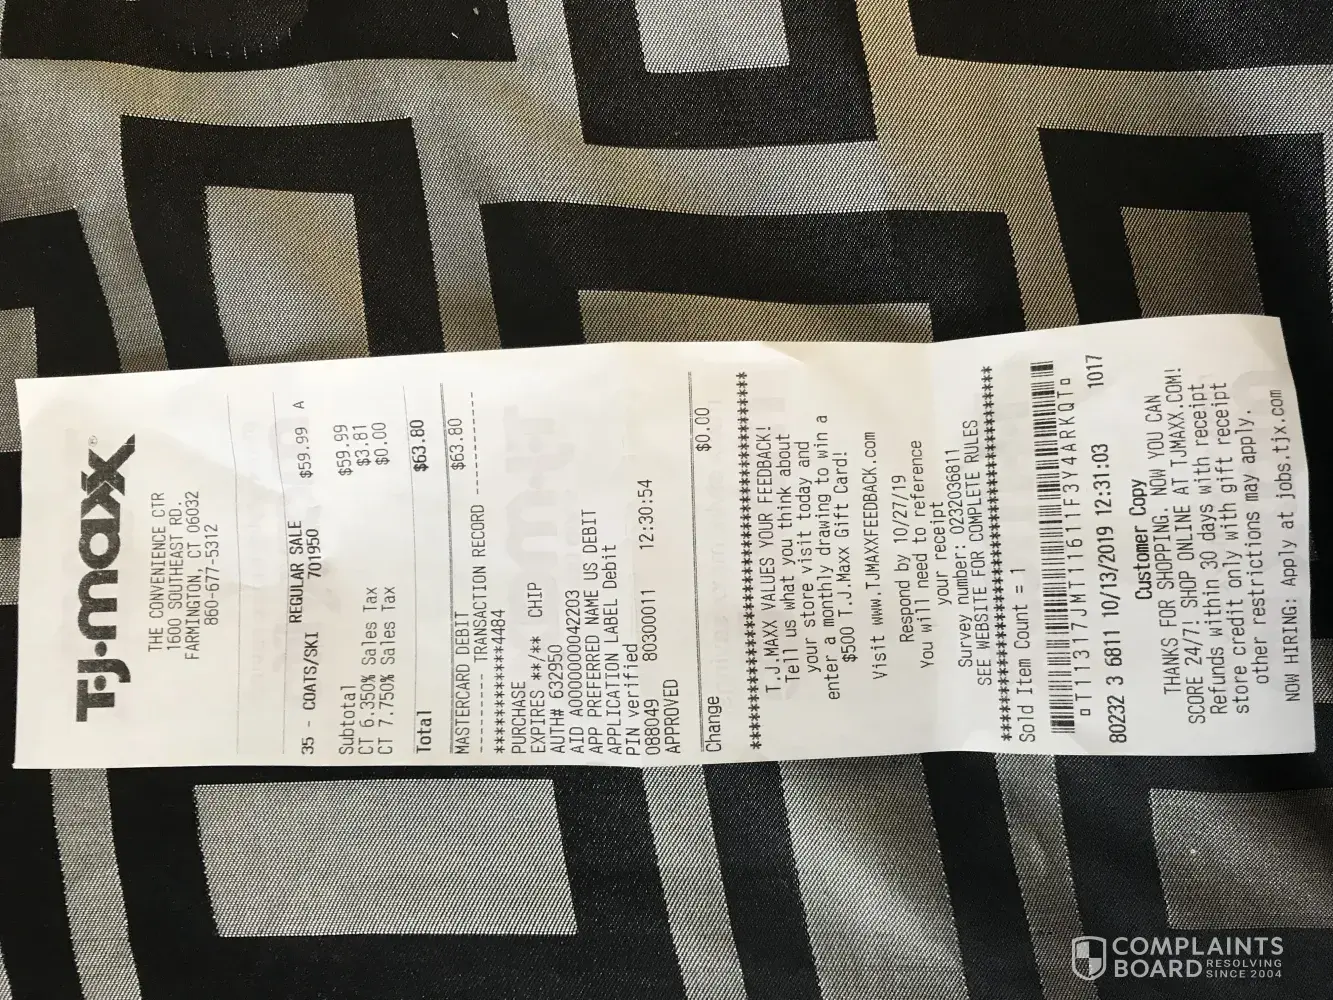 T.J.maxx®
THE CONVENIENCE CTR
1600 SOUTHEAST RD.
FARMINGTON, CT 06032
860-677-5312
REGULAR SALE
35 - COATS/SKI 701950 $59.99 A
Subtotal $59.99
CT 6.350% Sales Tax $3.81
CT 7.750% Sales Tax $0.00
Total $63.80
MASTERCARD DEBIT $63.80
------- TRANSACTION RECORD -----------
************4484
PURCHASE
EXPIRES **/** CHIP
AUTH# 632950
AID A0000000042203
APP PREFERRED NAME US DEBIT
APPLICATION LABEL Debit
PIN verified
088049 80300011 12:30:54
APPROVED
Change $0.00
****************************************
T.J.MAXX VALUES YOUR FEEDBACK!
Tell us what you think about
your store visit today and
enter a monthly drawing to win a
$500 T.J.Maxx Gift Card!
Visit www.TJMAXXFEEDBACK.com
Respond by 10/27/19
You will need to reference
your receipt
Survey number: 0232036811
SEE WEBSITE FOR COMPLETE RULES
****************************************
Sold Item Count = 1
T11317JMT11611F3Y4ARKQT
80232 3 6811 10/13/2019 12:31:03 1017
Customer Copy
THANKS FOR SHOPPING. NOW YOU CAN
SCORE 24/7! SHOP ONLINE AT TJMAXX.COM!
Refunds within 30 days with receipt
store credit only with gift receipt
other restrictions may apply.
NOW HIRING: Apply at jobs.tjx.com
COMPLAINTS
BOARD RESOLVING
SINCE 2004